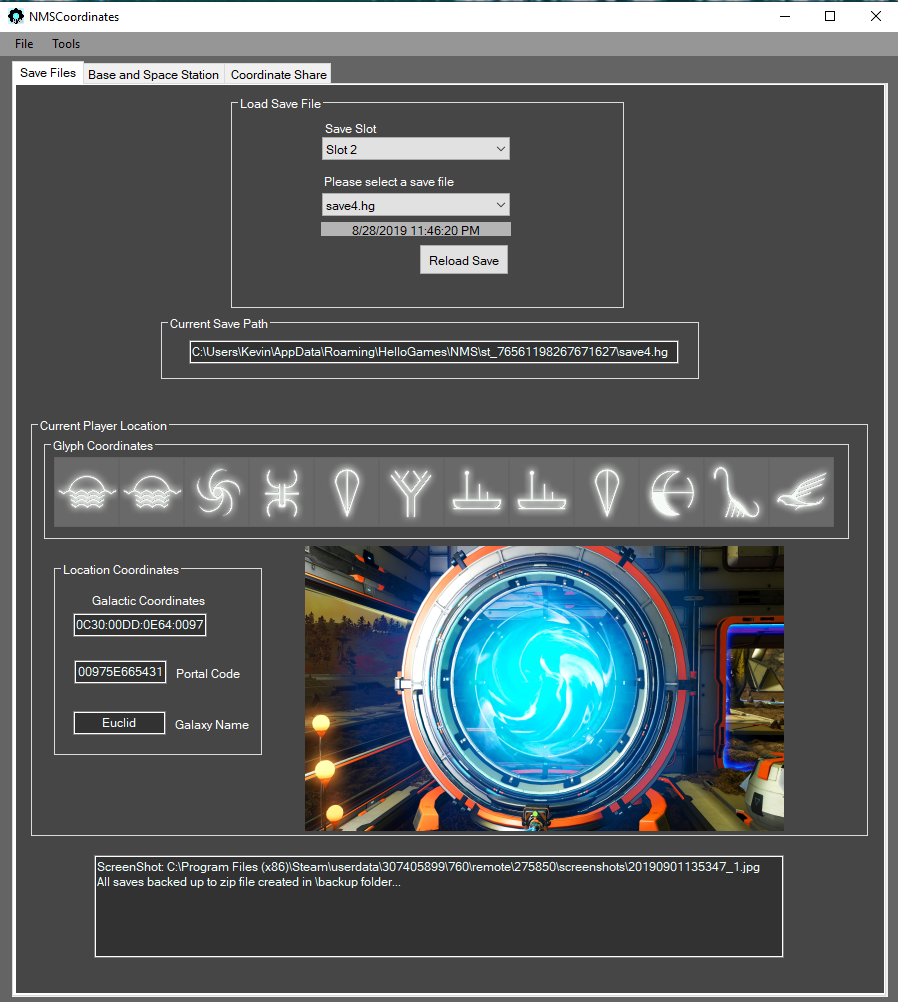 NMSCoordinates
File Tools
Save Files Base and Space Station Coordinate Share
Load Save File
Save Slot
Slot 2
Please select a save file
save4.hg
8/28/2019 11:46:20 PM
Reload Save
Current Save Path
C:\Users\Kevin\AppData\Roaming\HelloGames\NMS\st_76561198267671627\save4.hg
Current Player Location
Glyph Coordinates
Location Coordinates
Galactic Coordinates
0C30:00DD:0E64:0097
00975E665431 Portal Code
Euclid Galaxy Name
ScreenShot: C:\Program Files (x86)\Steam\userdata\307405899\760\remote\275850\screenshots\20190901135347_1.jpg
All saves backed up to zip file created in \backup folder...